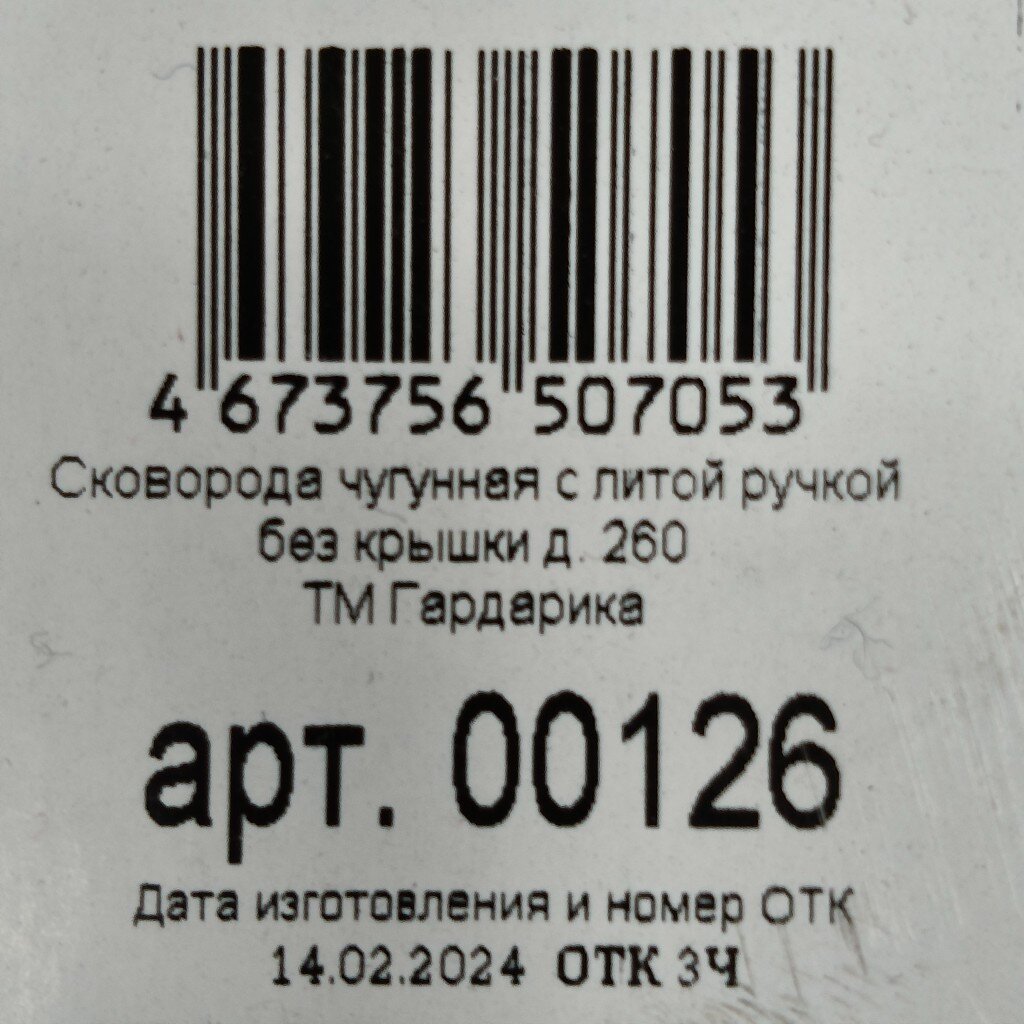 4 673756 507053
Сковорода чугунная с литой ручкой
без крышки д. 260
ТМ Гардарика
арт. 00126
Дата изготовления и номер ОТК
14.02.2024 ОТК 3Ч